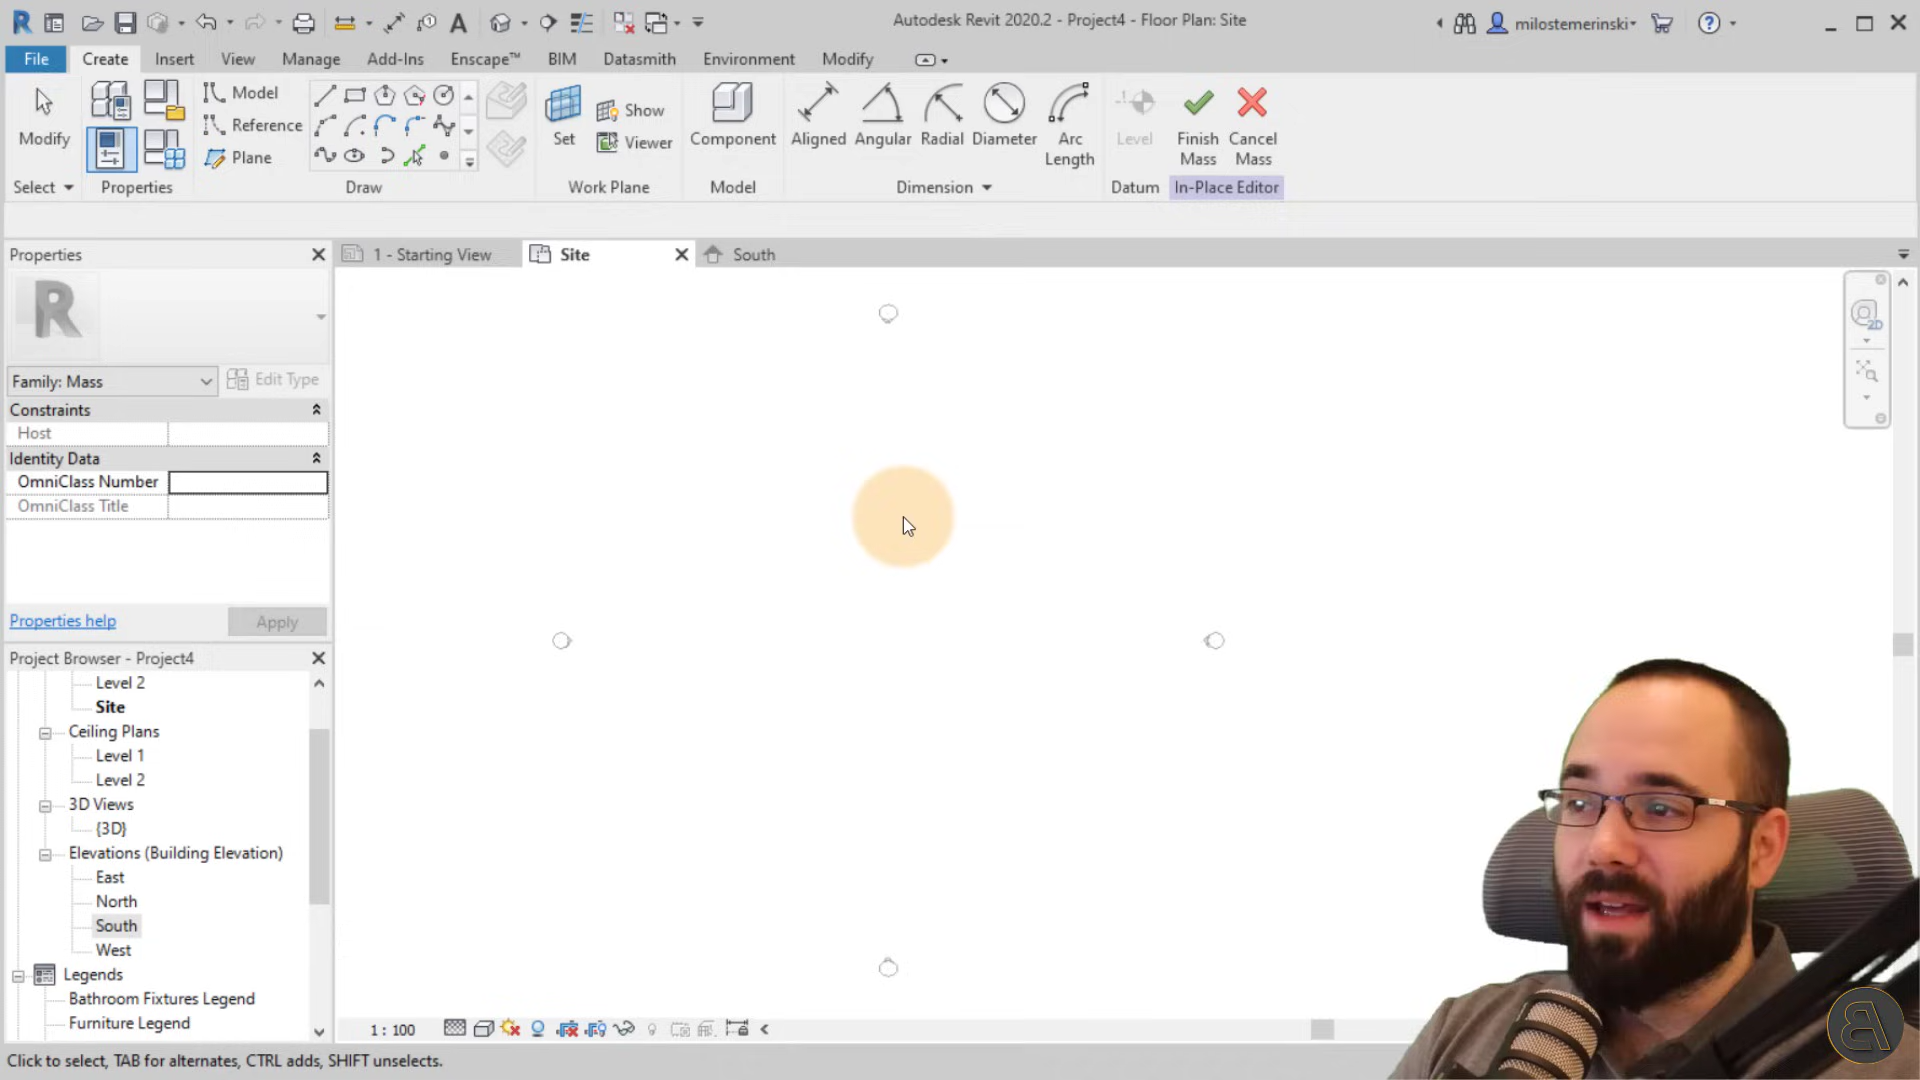 Autodesk Revit 2020.2 - Project4 - Floor Plan: Site
milostemerinski
File Create Insert View Manage Add-Ins Enscape™ BIM Datasmith Environment Modify
Modify
Model
Reference
Plane
Set
Show
Viewer
Component
Aligned Angular Radial Diameter Arc Length
Level
Finish Mass
Cancel Mass
Select Properties Draw Work Plane Model Dimension Datum In-Place Editor
Properties
1 - Starting View
Site
South
R
2D
Family: Mass
Edit Type
Constraints
Host
Identity Data
OmniClass Number
OmniClass Title
Properties help
Apply
Project Browser - Project4
Level 2
Site
Ceiling Plans
Level 1
Level 2
3D Views
{3D}
Elevations (Building Elevation)
East
North
South
West
Legends
Bathroom Fixtures Legend
Furniture Legend
1 : 100
Click to select, TAB for alternates, CTRL adds, SHIFT unselects.